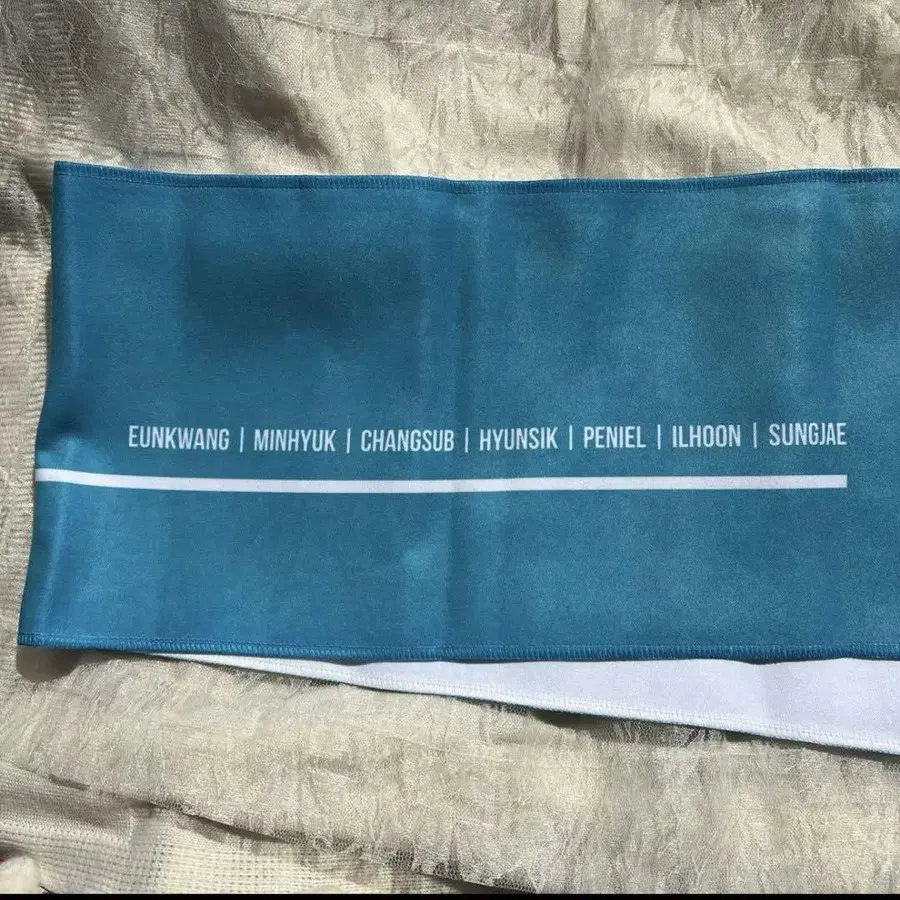 EUNKWANG | MINHYUK | CHANGSUB | HYUNSIK | PENIEL | ILHOON | SUNGJAE